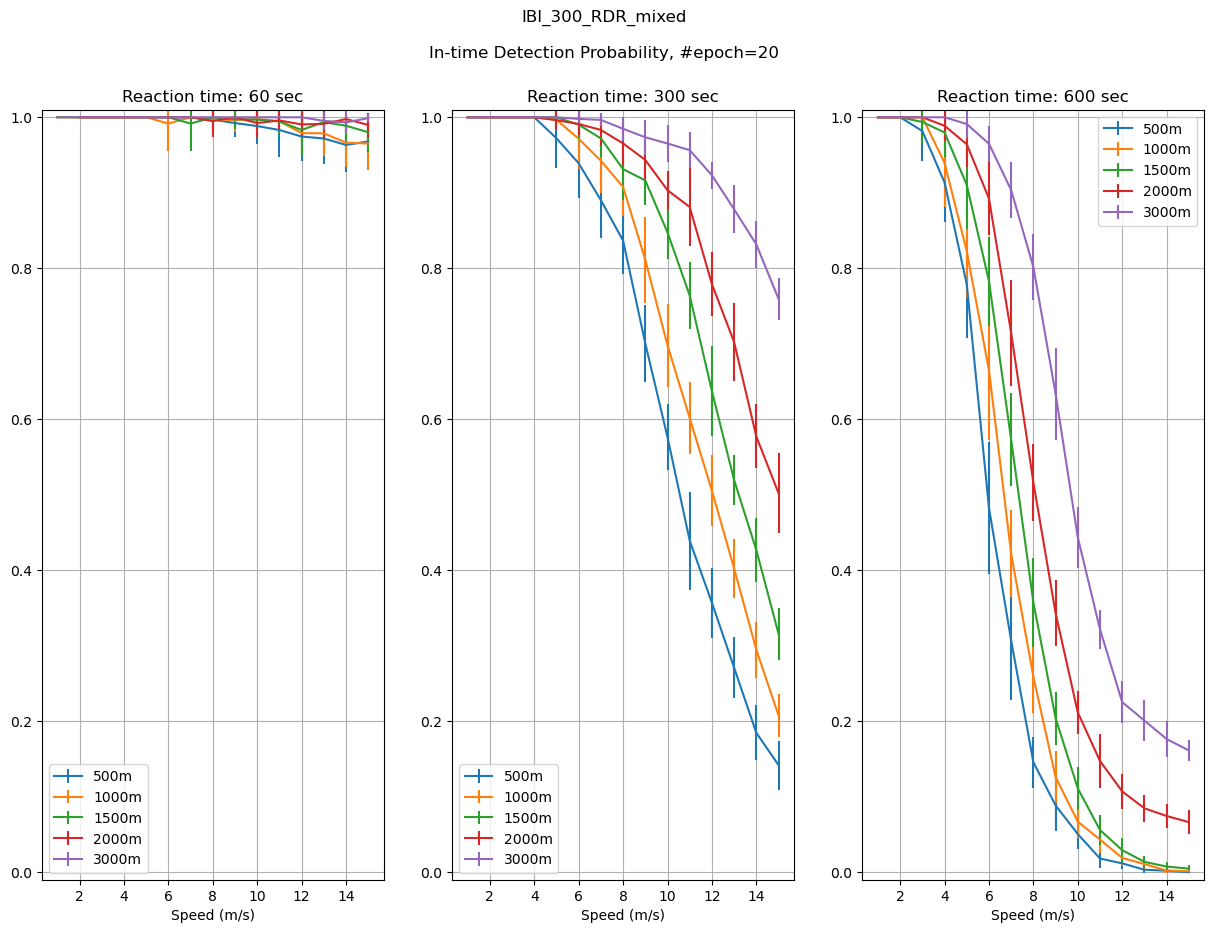 IBI_300_RDR_mixed
In-time Detection Probability, #epoch=20
Reaction time: 60 sec
1.0
0.8
0.6
0.4
0.2
0.0
2 4 6 8 10 12 14
Speed (m/s)
500m
1000m
1500m
2000m
3000m
Reaction time: 300 sec
1.0
0.8
0.6
0.4
0.2
0.0
2 4 6 8 10 12 14
Speed (m/s)
500m
1000m
1500m
2000m
3000m
Reaction time: 600 sec
1.0
0.8
0.6
0.4
0.2
0.0
2 4 6 8 10 12 14
Speed (m/s)
500m
1000m
1500m
2000m
3000m